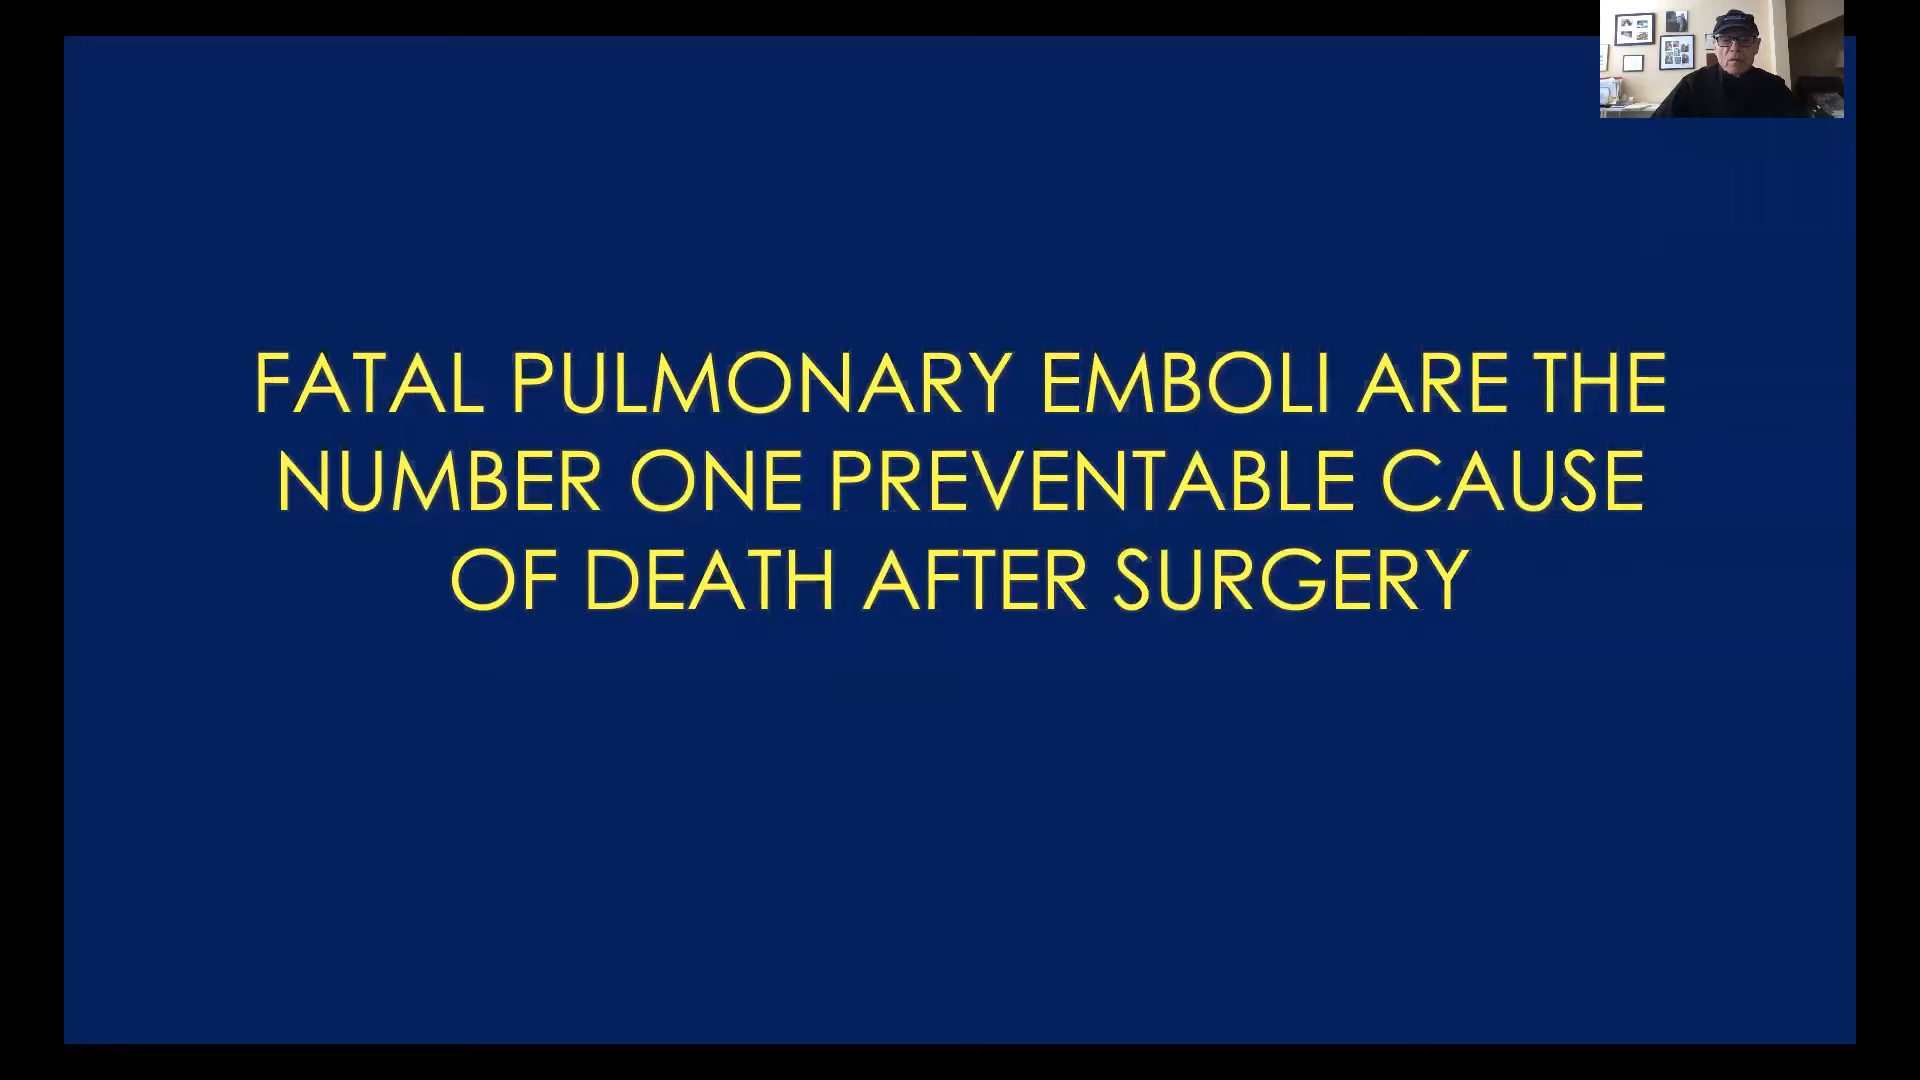 FATAL PULMONARY EMBOLI ARE THE
NUMBER ONE PREVENTABLE CAUSE
OF DEATH AFTER SURGERY